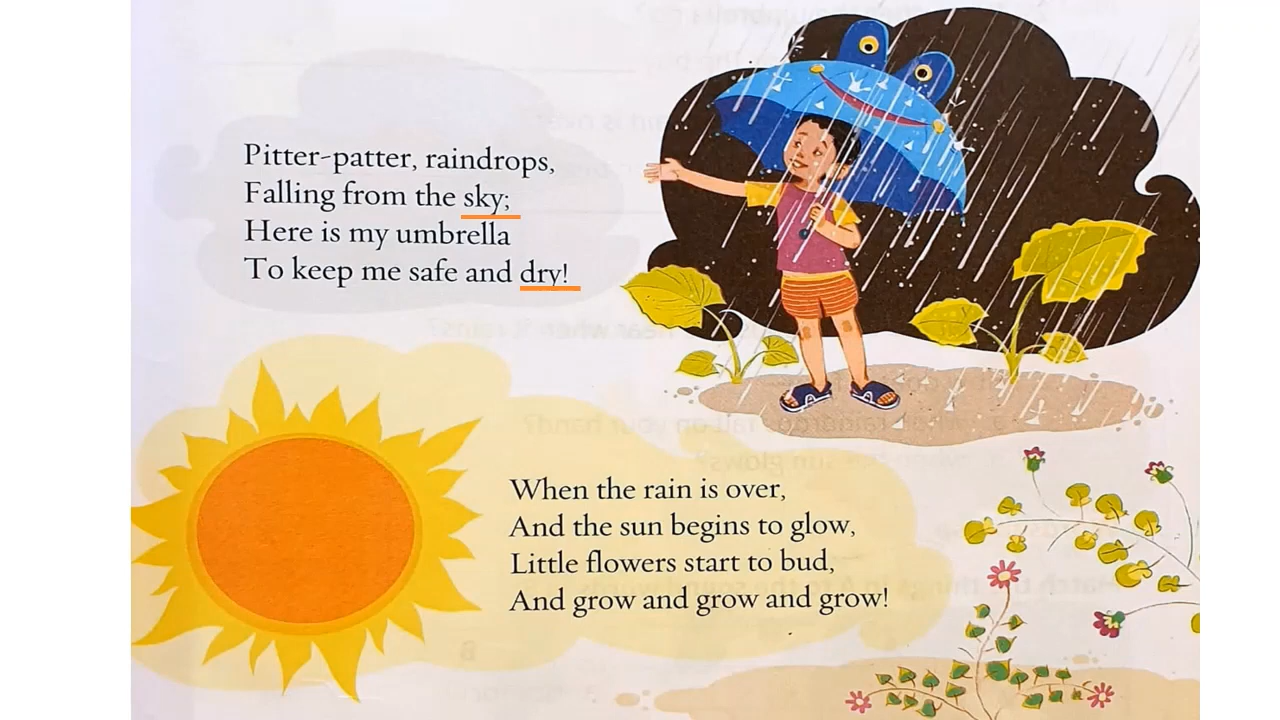 Pitter-patter, raindrops,
Falling from the sky;
Here is my umbrella
To keep me safe and dry!
When the rain is over,
And the sun begins to glow,
Little flowers start to bud,
And grow and grow and grow!